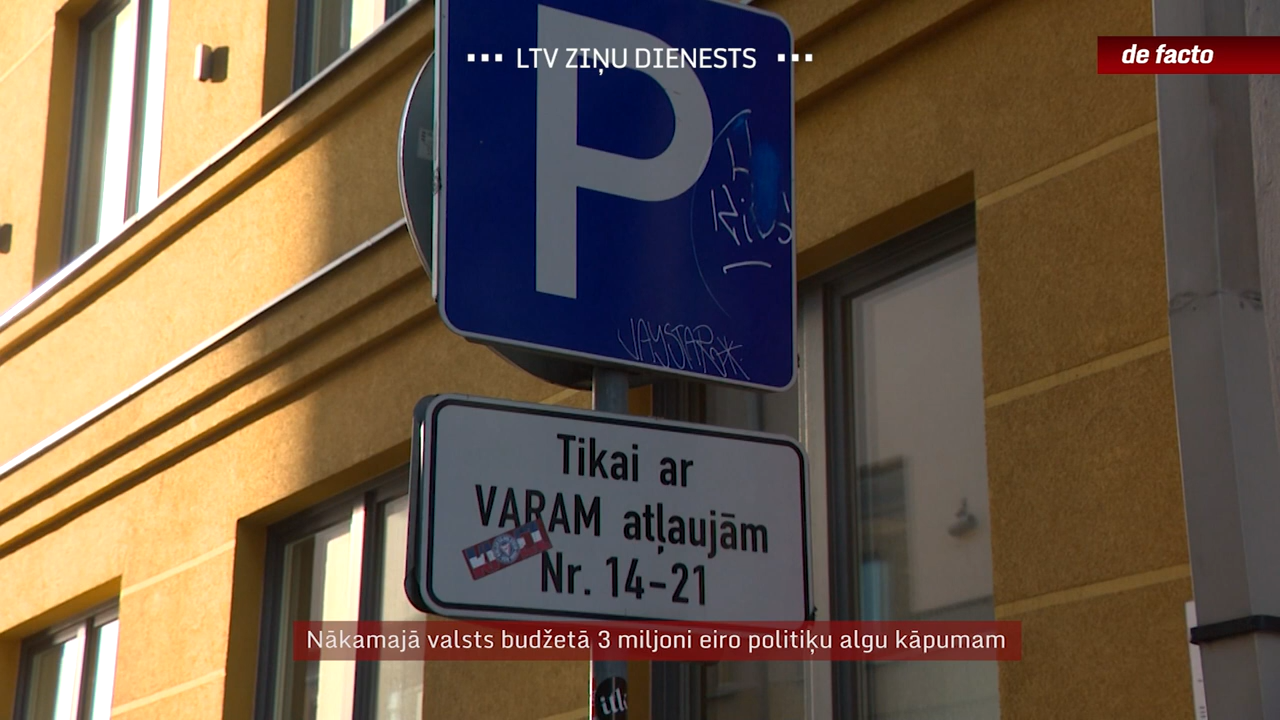 LTV ZIŅU DIENESTS
de facto
P
Tikai ar
VARAM atļaujām
Nr. 14-21
Nākamajā valsts budžetā 3 miljoni eiro politiķu algu kāpumam